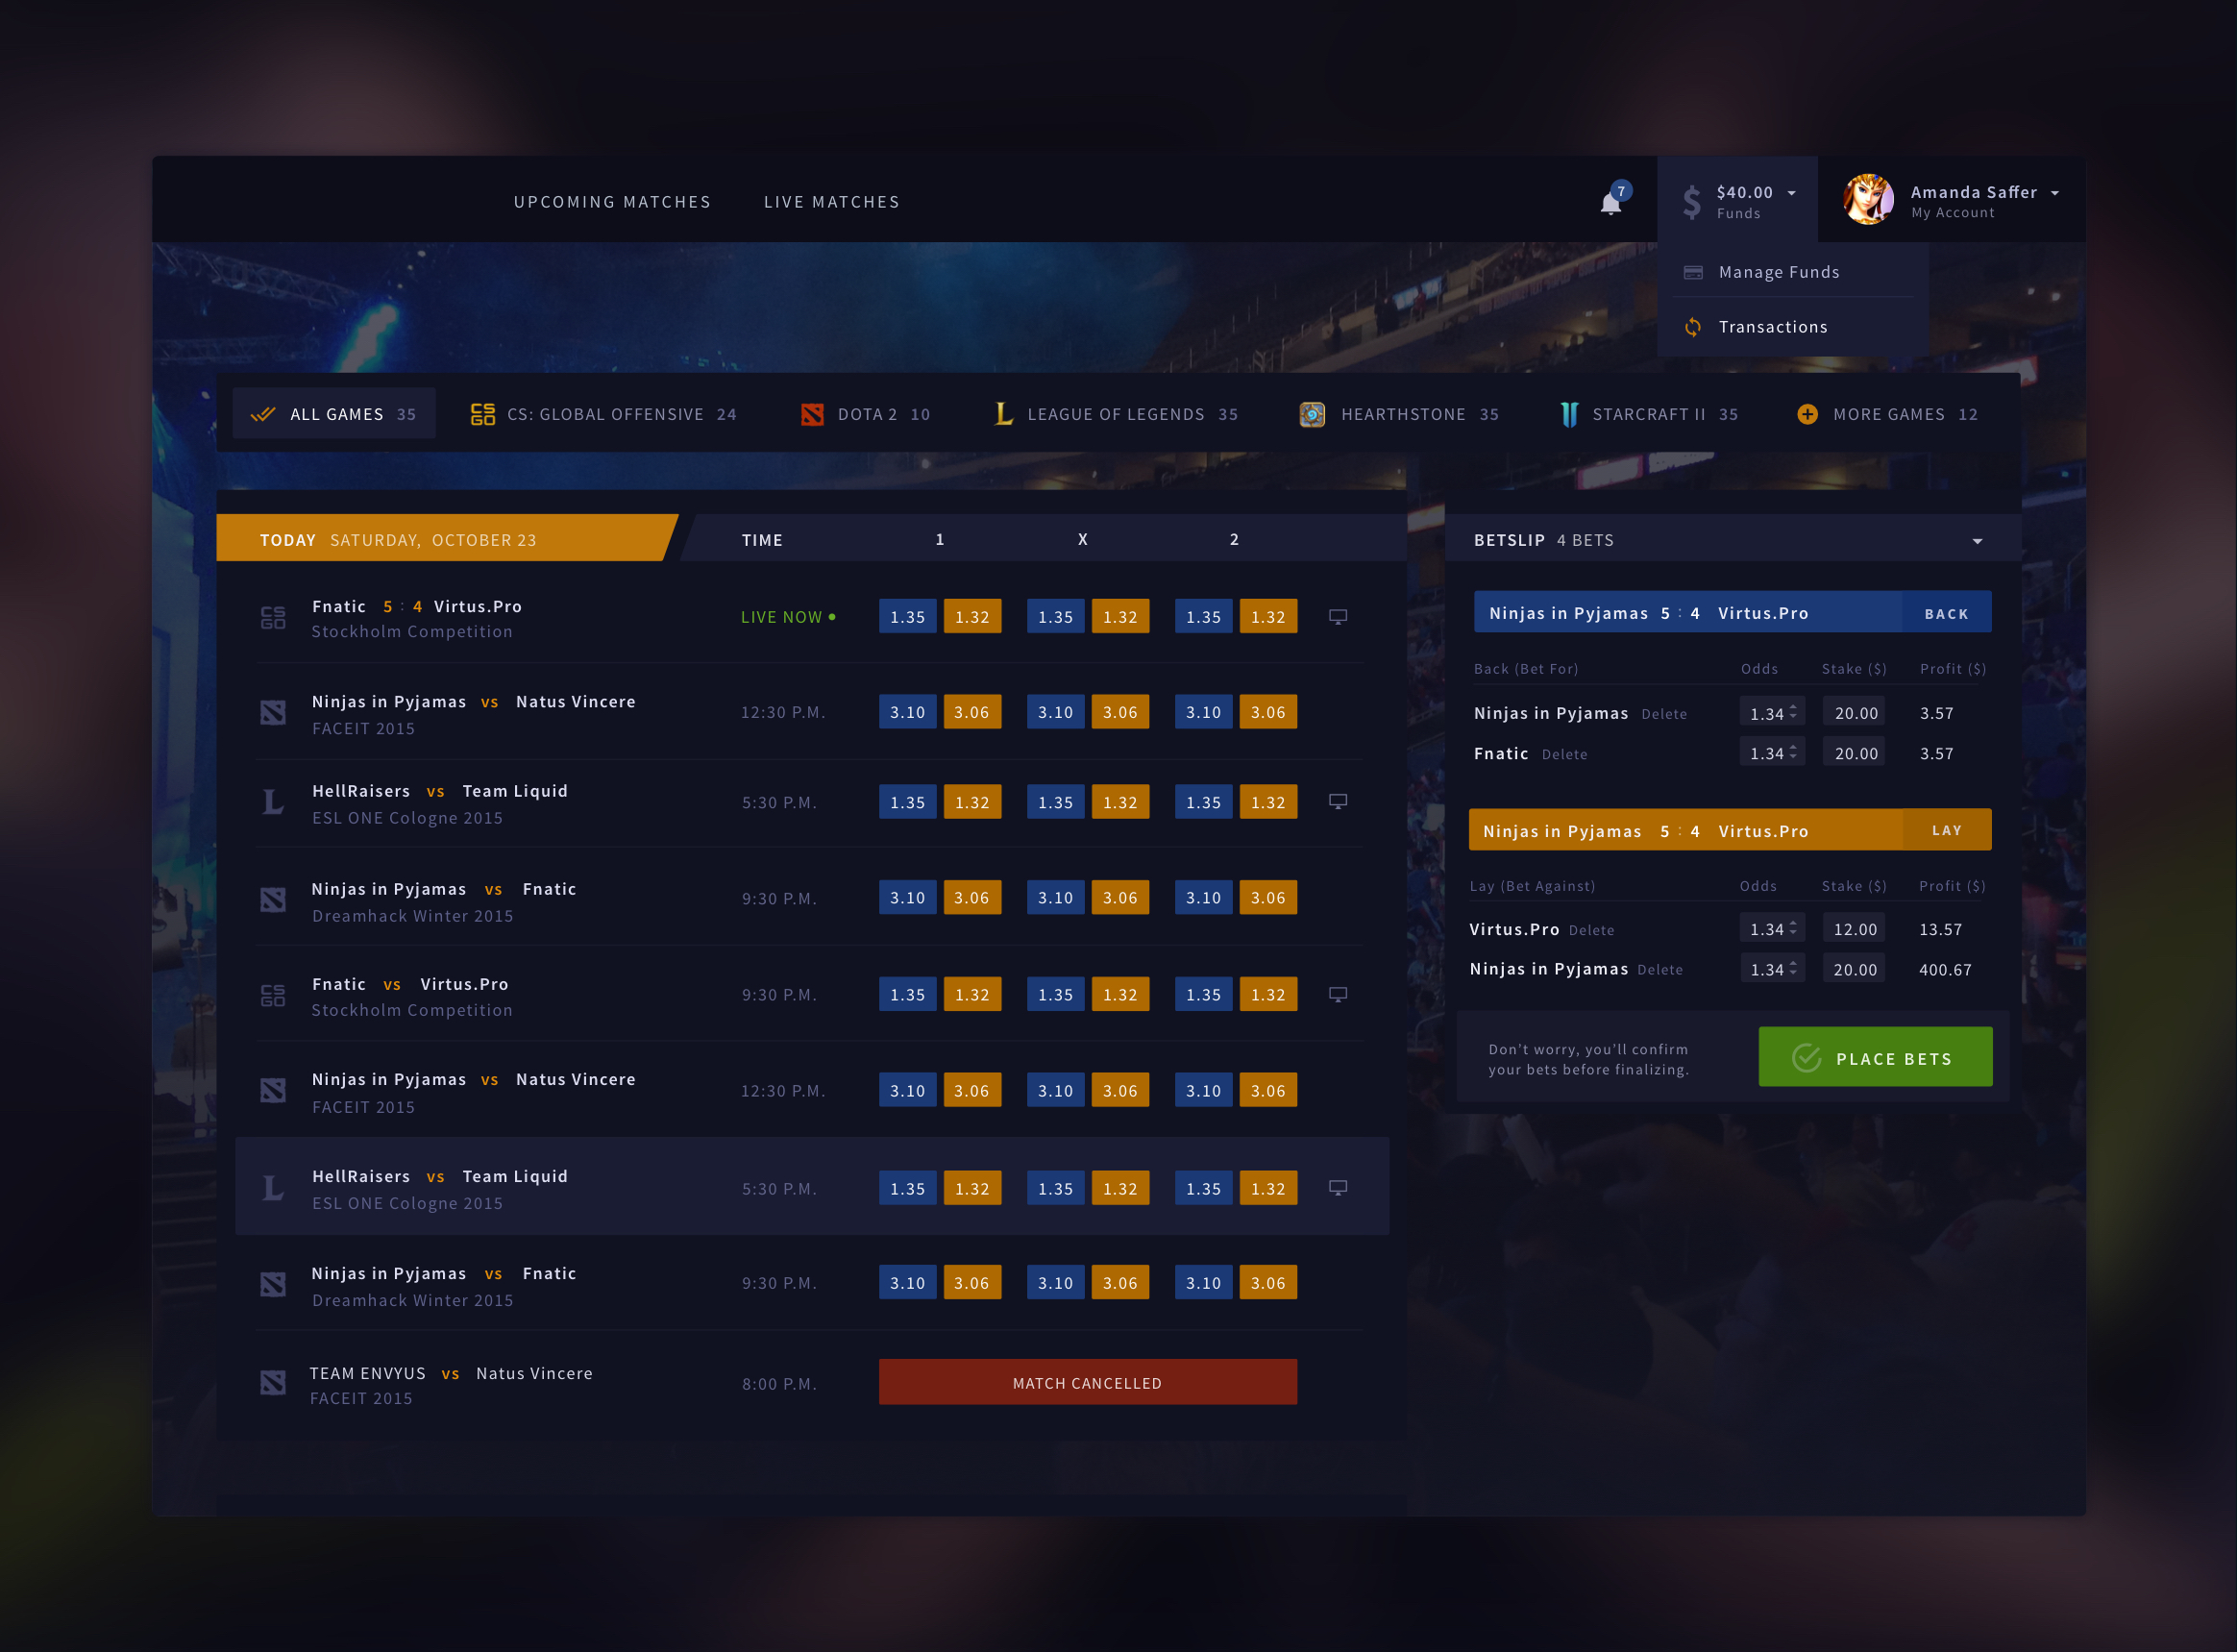 UPCOMING MATCHES LIVE MATCHES 7 $40.00 Amanda Saffer
Funds My Account
Manage Funds
Transactions
ALL GAMES 35 CS GO CS: GLOBAL OFFENSIVE 24 DOTA 2 10 L LEAGUE OF LEGENDS 35 HEARTHSTONE 35 STARCRAFT II 35 MORE GAMES 12
TODAY SATURDAY, OCTOBER 23 TIME 1 X 2
CS GO Fnatic 5 : 4 Virtus.Pro
Stockholm Competition
LIVE NOW 1.35 1.32 1.35 1.32 1.35 1.32
Ninjas in Pyjamas vs Natus Vincere
FACEIT 2015
12:30 P.M. 3.10 3.06 3.10 3.06 3.10 3.06
L HellRaisers vs Team Liquid
ESL ONE Cologne 2015
5:30 P.M. 1.35 1.32 1.35 1.32 1.35 1.32
Ninjas in Pyjamas vs Fnatic
Dreamhack Winter 2015
9:30 P.M. 3.10 3.06 3.10 3.06 3.10 3.06
CS GO Fnatic vs Virtus.Pro
Stockholm Competition
9:30 P.M. 1.35 1.32 1.35 1.32 1.35 1.32
Ninjas in Pyjamas vs Natus Vincere
FACEIT 2015
12:30 P.M. 3.10 3.06 3.10 3.06 3.10 3.06
L HellRaisers vs Team Liquid
ESL ONE Cologne 2015
5:30 P.M. 1.35 1.32 1.35 1.32 1.35 1.32
Ninjas in Pyjamas vs Fnatic
Dreamhack Winter 2015
9:30 P.M. 3.10 3.06 3.10 3.06 3.10 3.06
TEAM ENVYUS vs Natus Vincere
FACEIT 2015
8:00 P.M. MATCH CANCELLED
BETSLIP 4 BETS
Ninjas in Pyjamas 5 : 4 Virtus.Pro BACK
Back (Bet For) Odds Stake ($) Profit ($)
Ninjas in Pyjamas Delete 1.34 20.00 3.57
Fnatic Delete 1.34 20.00 3.57
Ninjas in Pyjamas 5 : 4 Virtus.Pro LAY
Lay (Bet Against) Odds Stake ($) Profit ($)
Virtus.Pro Delete 1.34 12.00 13.57
Ninjas in Pyjamas Delete 1.34 20.00 400.67
Don't worry, you'll confirm
your bets before finalizing.
PLACE BETS